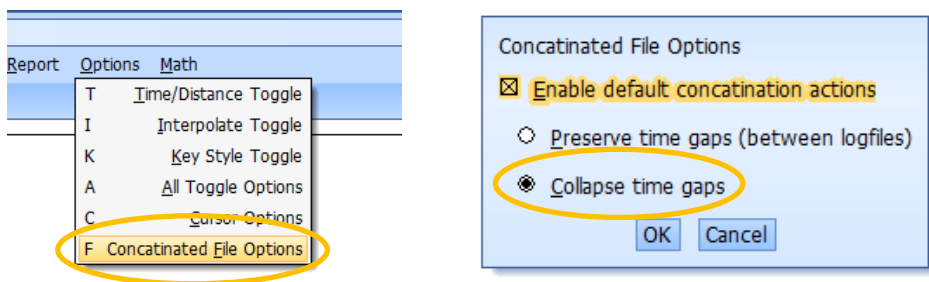 Report Options Math
T Time/Distance Toggle
I Interpolate Toggle
K Key Style Toggle
A All Toggle Options
C Cursor Options
F Concatinated File Options
Concatinated File Options
Enable default concatination actions
Preserve time gaps (between logfiles)
Collapse time gaps
OK Cancel